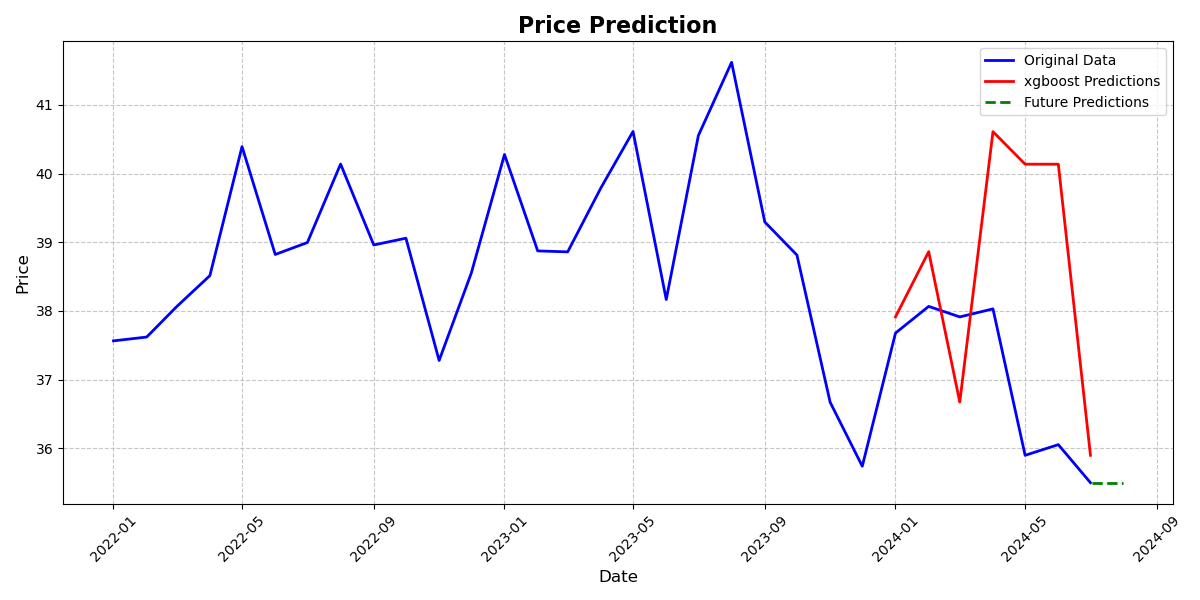 Price Prediction
Original Data
xgboost Predictions
Future Predictions
Price
41
40
39
38
37
36
2022-01
2022-05
2022-09
2023-01
2023-05
2023-09
2024-01
2024-05
2024-09
Date